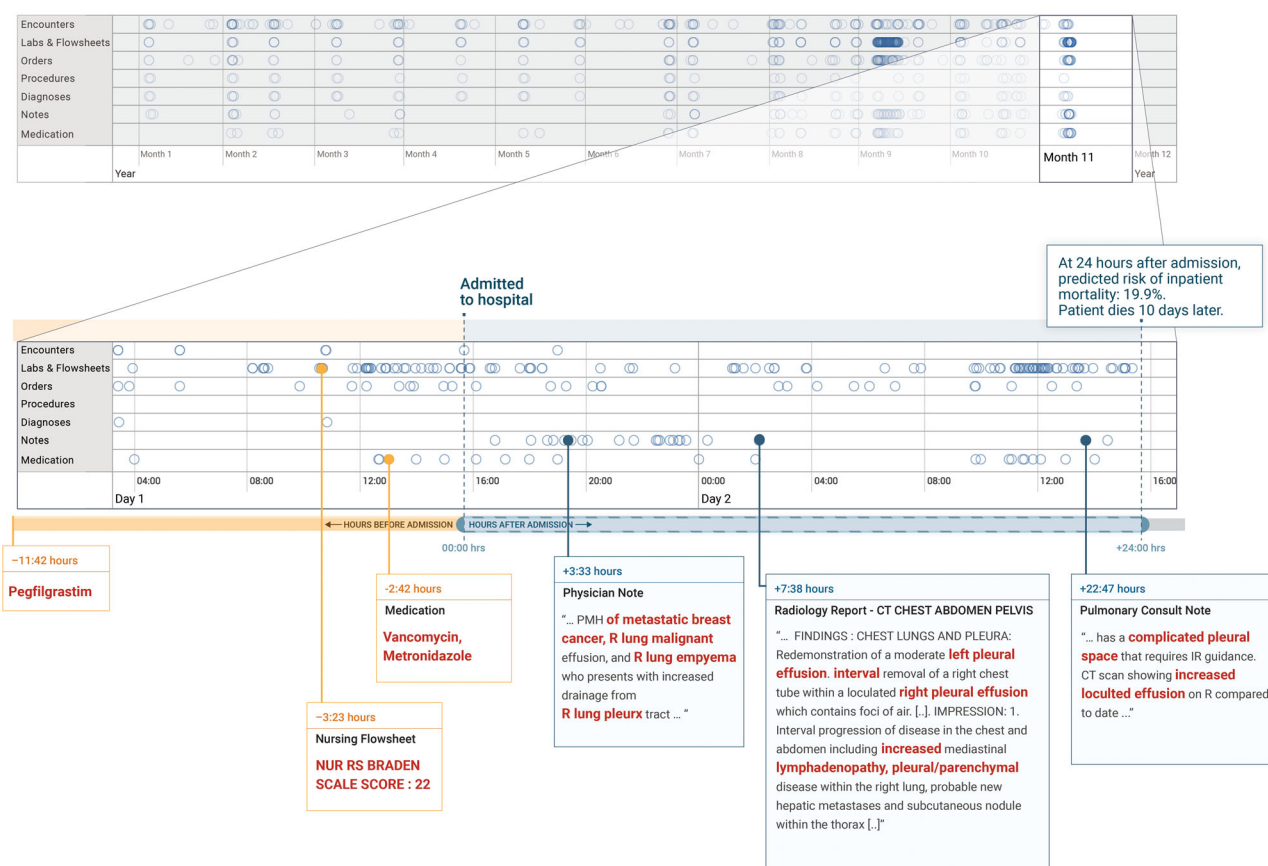 Encounters
Labs & Flowsheets
Orders
Procedures
Diagnoses
Notes
Medication
Month 1
Month 2
Month 3
Month 4
Month 5
Month 6
Month 7
Month 8
Month 9
Month 10
Month 11
Month 12
Year
Year
Admitted
to hospital
At 24 hours after admission,
predicted risk of inpatient
mortality: 19.9%.
Patient dies 10 days later.
Encounters
Labs & Flowsheets
Orders
Procedures
Diagnoses
Notes
Medication
04:00
08:00
12:00
16:00
20:00
00:00
04:00
08:00
12:00
16:00
Day 1
Day 2
HOURS BEFORE ADMISSION
HOURS AFTER ADMISSION
00:00 hrs
+24:00 hrs
−11:42 hours
Pegfilgrastim
−3:23 hours
Nursing Flowsheet
NUR RS BRADEN
SCALE SCORE : 22
-2:42 hours
Medication
Vancomycin,
Metronidazole
+3:33 hours
Physician Note
“... PMH of metastatic breast
cancer, R lung malignant
effusion, and R lung empyema
who presents with increased
drainage from
R lung pleurx tract ... ”
+7:38 hours
Radiology Report - CT CHEST ABDOMEN PELVIS
“... FINDINGS : CHEST LUNGS AND PLEURA:
Redemonstration of a moderate left pleural
effusion. interval removal of a right chest
tube within a loculated right pleural effusion
which contains foci of air. [..]. IMPRESSION: 1.
Interval progression of disease in the chest and
abdomen including increased mediastinal
lymphadenopathy, pleural/parenchymal
disease within the right lung, probable new
hepatic metastases and subcutaneous nodule
within the thorax [..]”
+22:47 hours
Pulmonary Consult Note
“... has a complicated pleural
space that requires IR guidance.
CT scan showing increased
loculted effusion on R compared
to date ...”